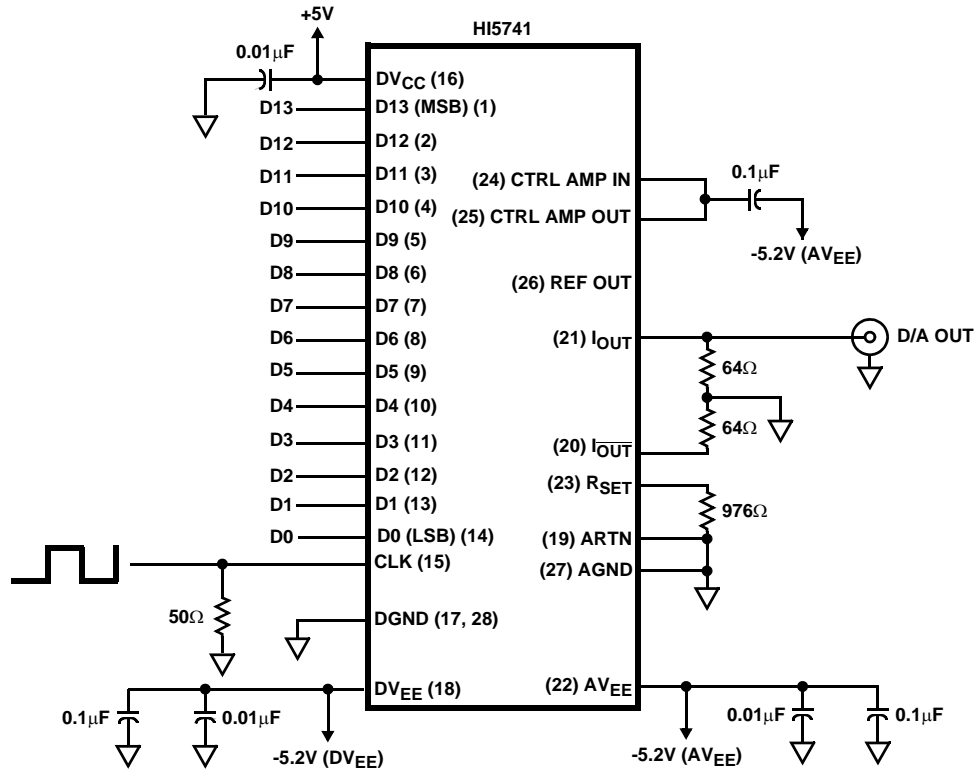 +5V
HI5741
0.01μF
DVCC (16)
D13
D13 (MSB) (1)
D12
D12 (2)
D11
D11 (3)
D10
D10 (4)
D9
D9 (5)
D8
D8 (6)
D7
D7 (7)
D6
D6 (8)
D5
D5 (9)
D4
D4 (10)
D3
D3 (11)
D2
D2 (12)
D1
D1 (13)
D0
D0 (LSB) (14)
CLK (15)
50Ω
DGND (17, 28)
DVEE (18)
0.1μF
0.01μF
-5.2V (DVEE)
(24) CTRL AMP IN
0.1μF
(25) CTRL AMP OUT
-5.2V (AVEE)
(26) REF OUT
(21) IOUT
D/A OUT
64Ω
64Ω
(20) I̅O̅U̅T̅
(23) RSET
976Ω
(19) ARTN
(27) AGND
(22) AVEE
0.01μF
0.1μF
-5.2V (AVEE)